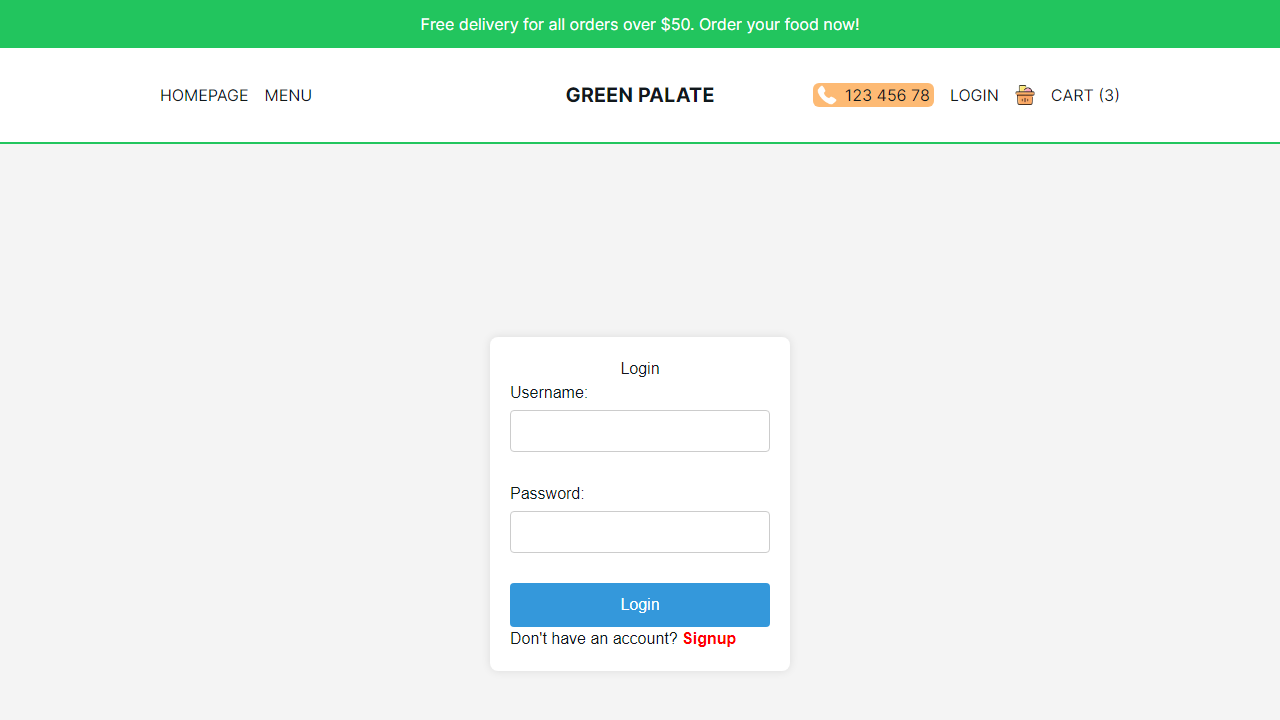 Free delivery for all orders over $50. Order your food now!
HOMEPAGE MENU GREEN PALATE 123 456 78 LOGIN CART (3)
Login
Username:
Password:
Login
Don't have an account? Signup